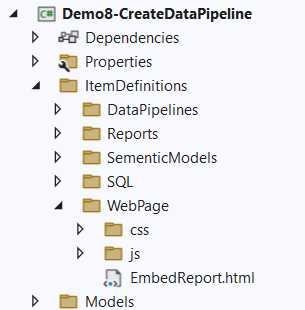 C# Demo8-CreateDataPipeline
Dependencies
Properties
ItemDefinitions
DataPipelines
Reports
SementicModels
SQL
WebPage
css
js
EmbedReport.html
Models